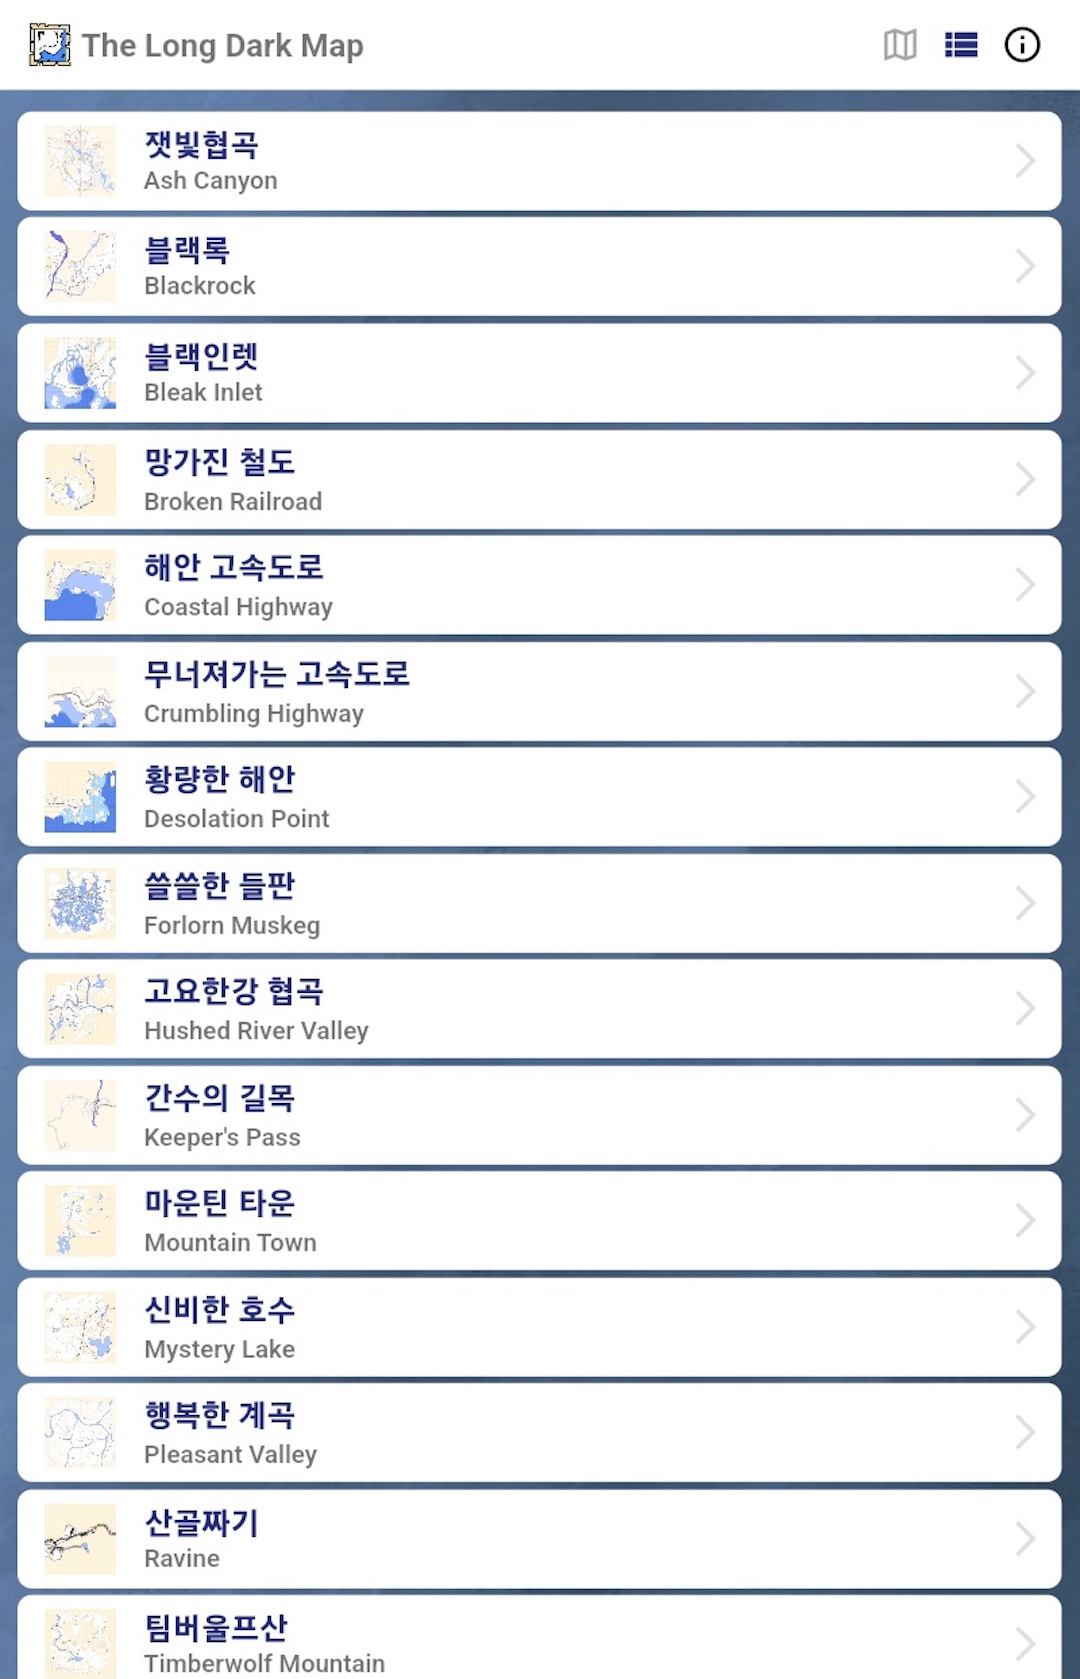 The Long Dark Map
잿빛협곡
Ash Canyon
블랙록
Blackrock
블랙인렛
Bleak Inlet
망가진 철도
Broken Railroad
해안 고속도로
Coastal Highway
무너져가는 고속도로
Crumbling Highway
황량한 해안
Desolation Point
쓸쓸한 들판
Forlorn Muskeg
고요한강 협곡
Hushed River Valley
간수의 길목
Keeper's Pass
마운틴 타운
Mountain Town
신비한 호수
Mystery Lake
행복한 계곡
Pleasant Valley
산골짜기
Ravine
팀버울프산
Timberwolf Mountain